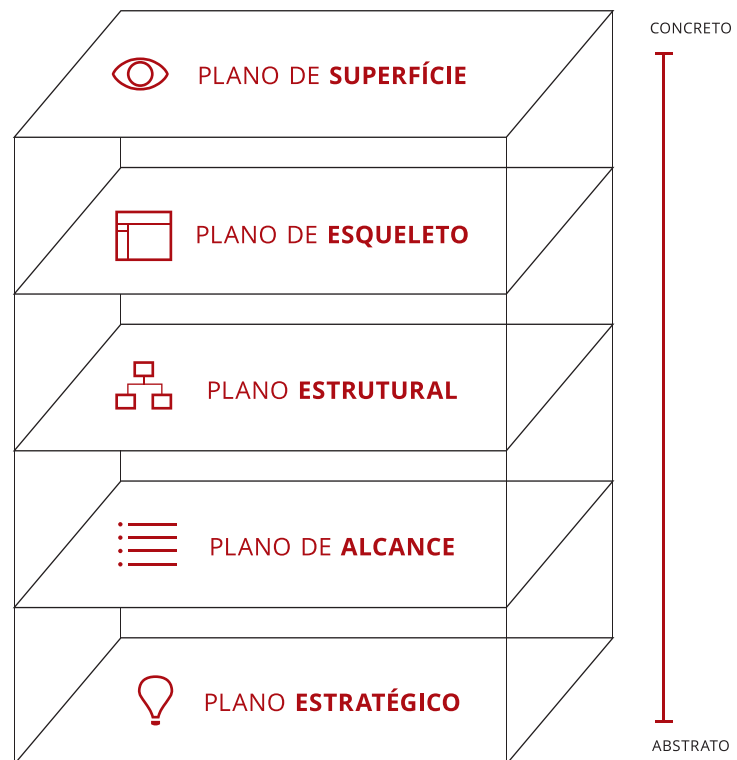 CONCRETO
PLANO DE SUPERFÍCIE
PLANO DE ESQUELETO
PLANO ESTRUTURAL
PLANO DE ALCANCE
PLANO ESTRATÉGICO
ABSTRATO